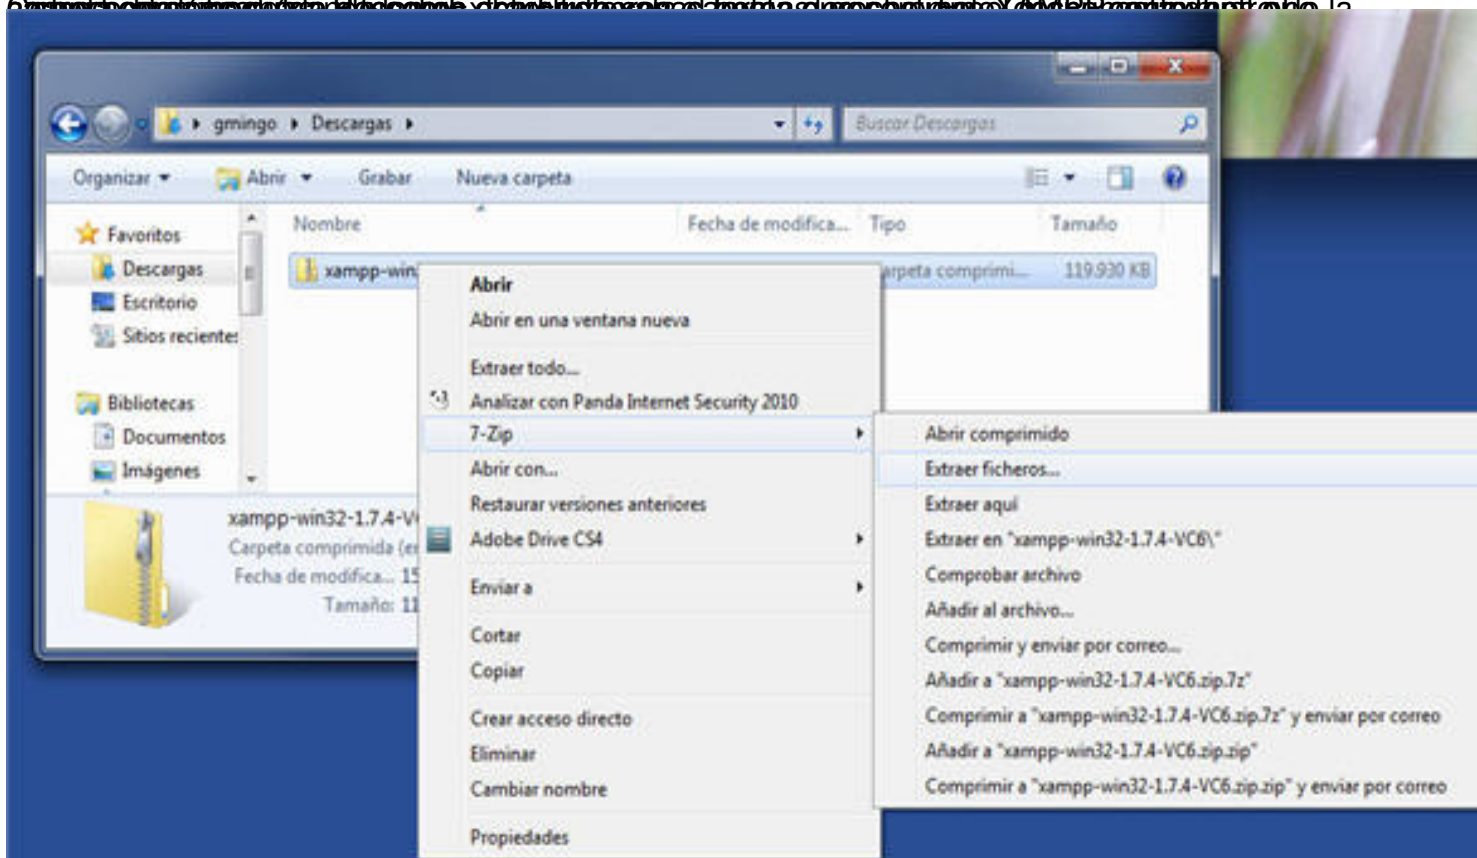 gmingo ▸ Descargas ▸
Buscar Descargas
Organizar
Abrir
Grabar
Nueva carpeta
Nombre
Fecha de modifica...
Tipo
Tamaño
Favoritos
Descargas
Escritorio
Sitios recientes
Bibliotecas
Documentos
Imágenes
xampp-win
arpeta comprimi...
119.930 KB
Abrir
Abrir en una ventana nueva
Extraer todo...
Analizar con Panda Internet Security 2010
7-Zip
Abrir con...
Restaurar versiones anteriores
Adobe Drive CS4
Enviar a
Cortar
Copiar
Crear acceso directo
Eliminar
Cambiar nombre
Propiedades
Abrir comprimido
Extraer ficheros...
Extraer aquí
Extraer en "xampp-win32-1.7.4-VC6\"
Comprobar archivo
Añadir al archivo...
Comprimir y enviar por correo...
Añadir a "xampp-win32-1.7.4-VC6.zip.7z"
Comprimir a "xampp-win32-1.7.4-VC6.zip.7z" y enviar por correo
Añadir a "xampp-win32-1.7.4-VC6.zip.zip"
Comprimir a "xampp-win32-1.7.4-VC6.zip.zip" y enviar por correo
xampp-win32-1.7.4-V
Carpeta comprimida (en
Fecha de modifica... 15
Tamaño: 11